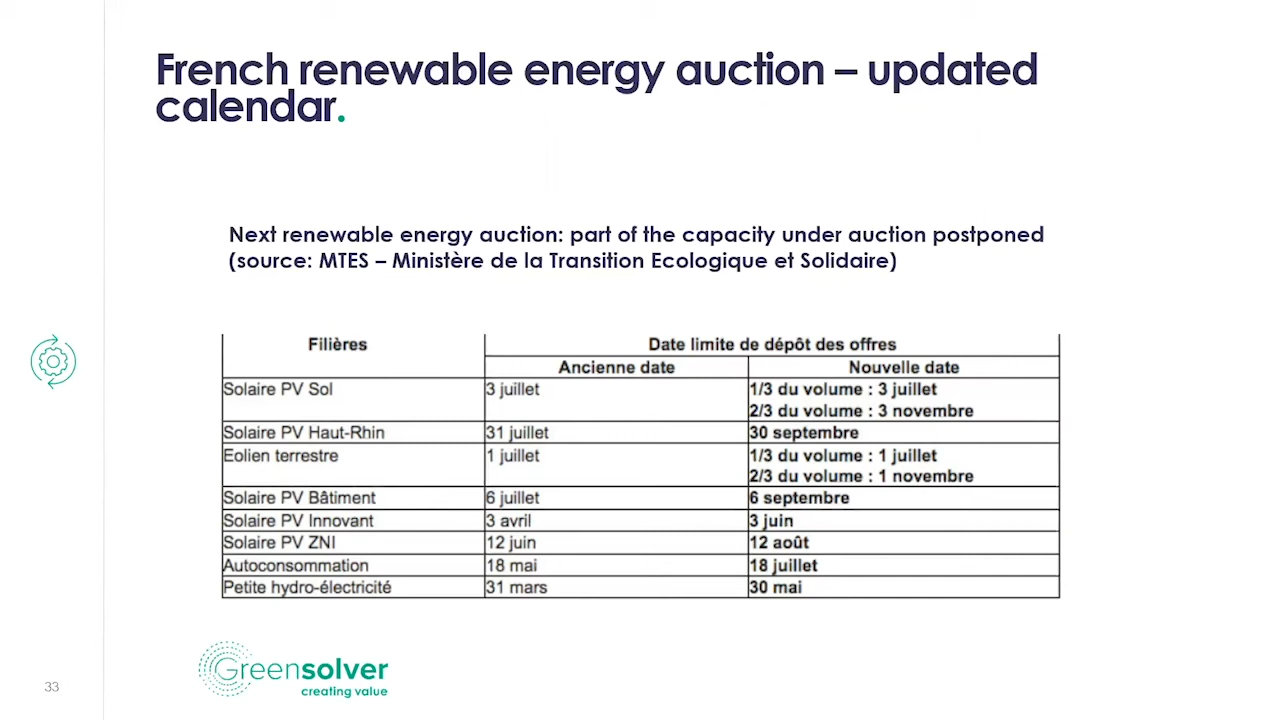 French renewable energy auction – updated
calendar.
Next renewable energy auction: part of the capacity under auction postponed
(source: MTES – Ministère de la Transition Ecologique et Solidaire)
Filières Date limite de dépôt des offres
Ancienne date Nouvelle date
Solaire PV Sol 3 juillet 1/3 du volume : 3 juillet
2/3 du volume : 3 novembre
Solaire PV Haut-Rhin 31 juillet 30 septembre
Eolien terrestre 1 juillet 1/3 du volume : 1 juillet
2/3 du volume : 1 novembre
Solaire PV Bâtiment 6 juillet 6 septembre
Solaire PV Innovant 3 avril 3 juin
Solaire PV ZNI 12 juin 12 août
Autoconsommation 18 mai 18 juillet
Petite hydro-électricité 31 mars 30 mai
Greensolver
creating value
33